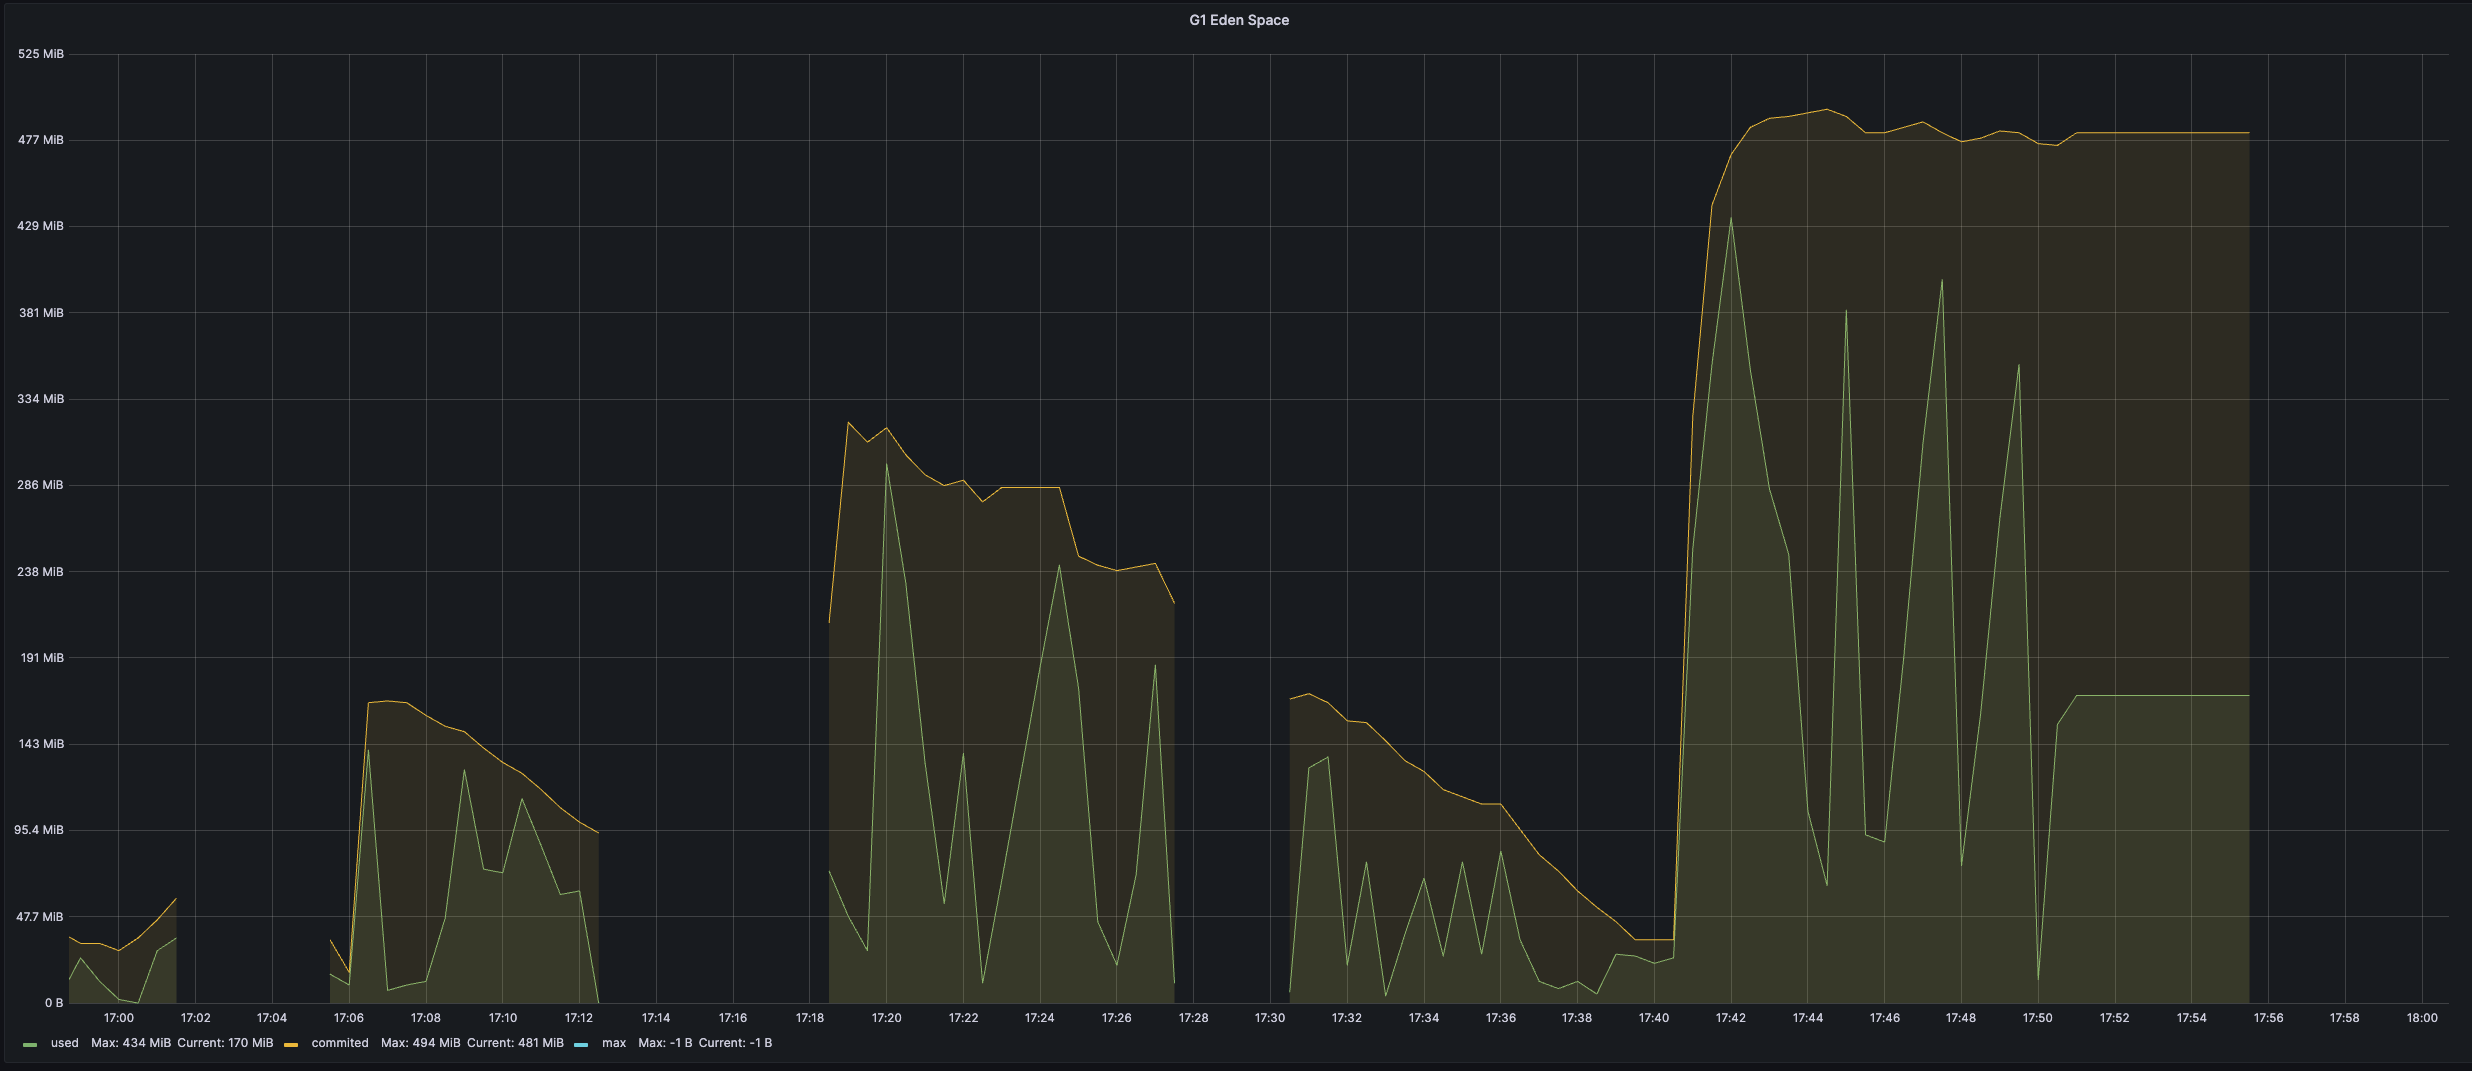 G1 Eden Space
525 MiB
477 MiB
429 MiB
381 MiB
334 MiB
286 MiB
238 MiB
191 MiB
143 MiB
95.4 MiB
47.7 MiB
0 B
17:00 17:02 17:04 17:06 17:08 17:10 17:12 17:14 17:16 17:18 17:20 17:22 17:24 17:26 17:28 17:30 17:32 17:34 17:36 17:38 17:40 17:42 17:44 17:46 17:48 17:50 17:52 17:54 17:56 17:58 18:00
used Max: 434 MiB Current: 170 MiB commited Max: 494 MiB Current: 481 MiB max Max: -1 B Current: -1 B